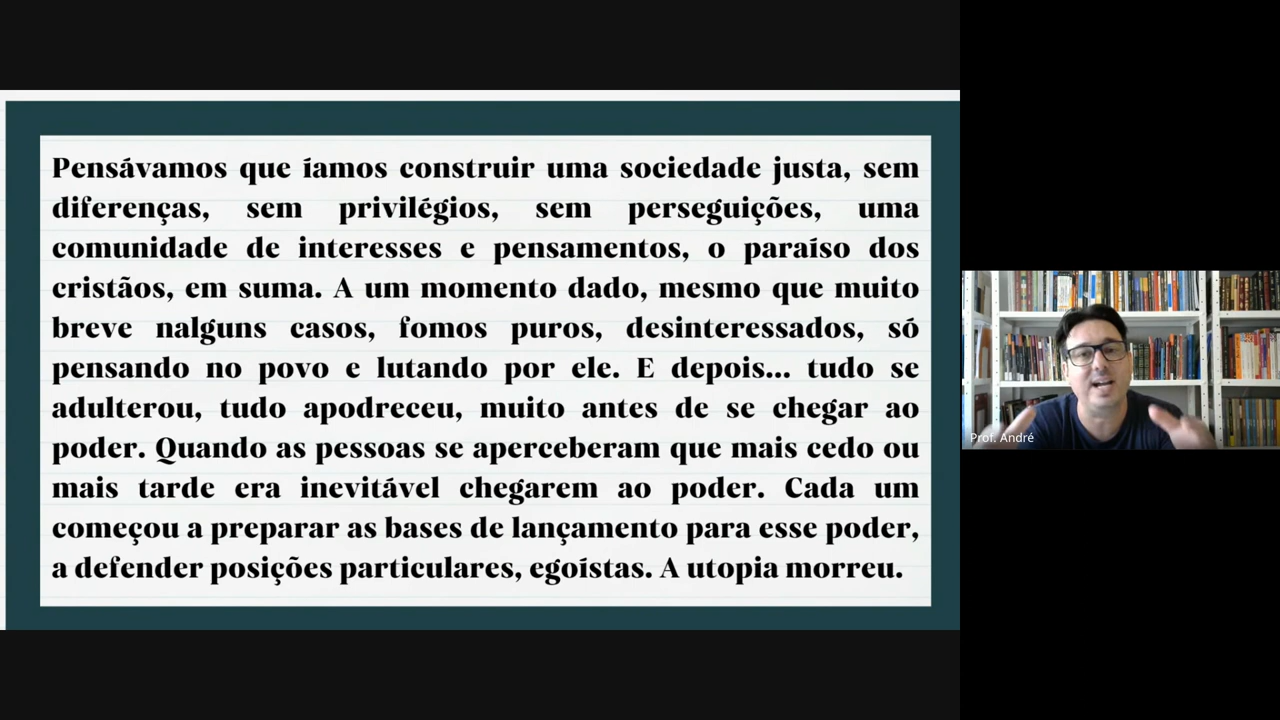 Pensávamos que íamos construir uma sociedade justa, sem
diferenças, sem privilégios, sem perseguições, uma
comunidade de interesses e pensamentos, o paraíso dos
cristãos, em suma. A um momento dado, mesmo que muito
breve nalguns casos, fomos puros, desinteressados, só
pensando no povo e lutando por ele. E depois... tudo se
adulterou, tudo apodreceu, muito antes de se chegar ao
poder. Quando as pessoas se aperceberam que mais cedo ou
mais tarde era inevitável chegarem ao poder. Cada um
começou a preparar as bases de lançamento para esse poder,
a defender posições particulares, egoístas. A utopia morreu.
Prof. André